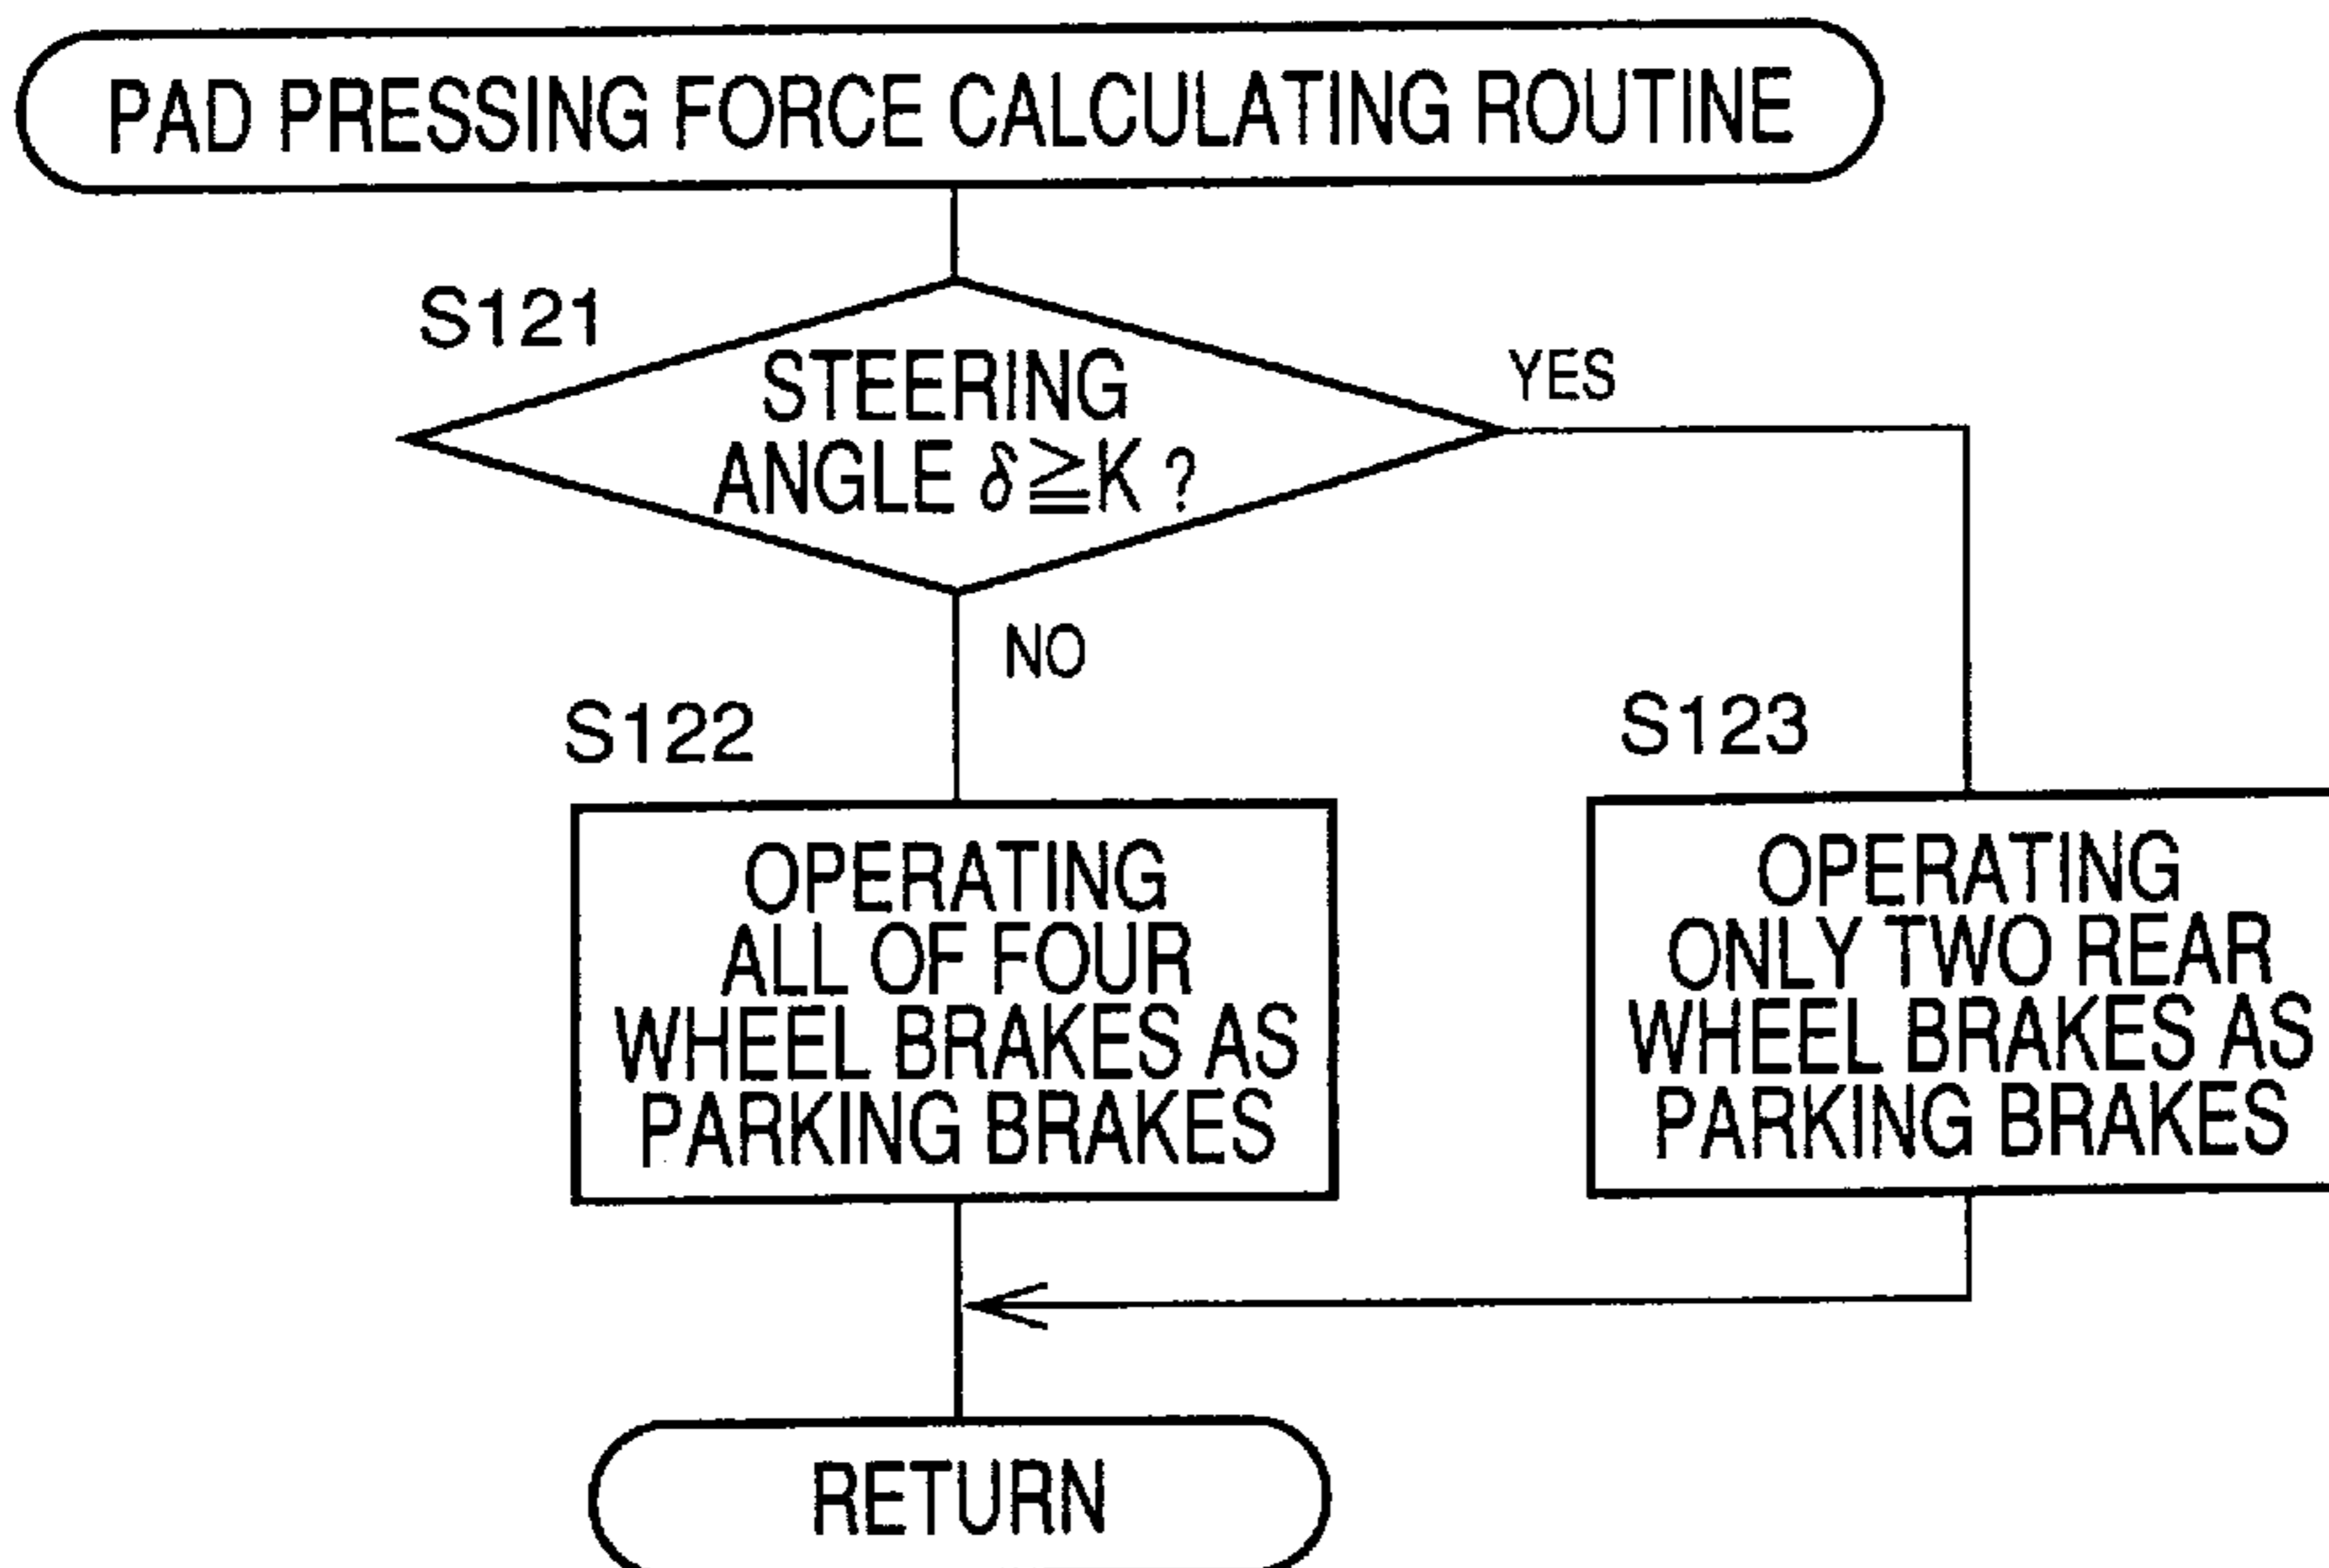 PAD PRESSING FORCE CALCULATING ROUTINE
S121
STEERING
ANGLE δ≧K ?
YES
NO
S122
OPERATING
ALL OF FOUR
WHEEL BRAKES AS
PARKING BRAKES
S123
OPERATING
ONLY TWO REAR
WHEEL BRAKES AS
PARKING BRAKES
RETURN